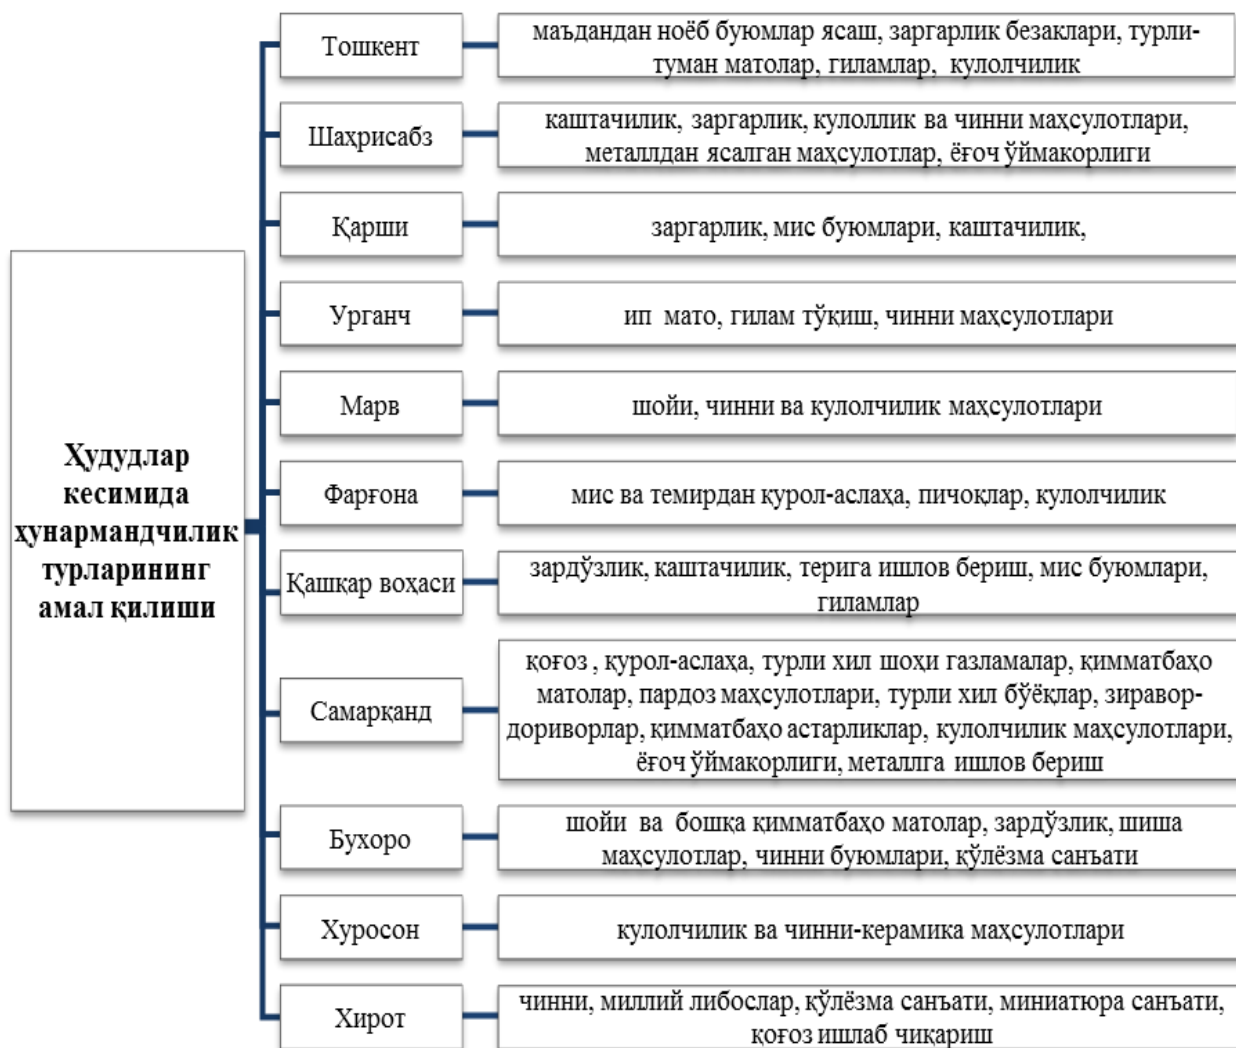 Ҳудудлар
кесимида
ҳунармандчилик
турларининг
амал қилиши
Тошкент
маъдандан ноёб буюмлар ясаш, заргарлик безаклари, турли-
туман матолар, гиламлар, кулолчилик
Шаҳрисабз
каштачилик, заргарлик, кулоллик ва чинни маҳсулотлари,
металлдан ясалган маҳсулотлар, ёғоч ўймакорлиги
Қарши
заргарлик, мис буюмлари, каштачилик,
Урганч
ип мато, гилам тўқиш, чинни маҳсулотлари
Марв
шойи, чинни ва кулолчилик маҳсулотлари
Фарғона
мис ва темирдан қурол-аслаҳа, пичоқлар, кулолчилик
Қашқар воҳаси
зардўзлик, каштачилик, терига ишлов бериш, мис буюмлари,
гиламлар
Самарқанд
қоғоз , қурол-аслаҳа, турли хил шоҳи газламалар, қимматбаҳо
матолар, пардоз маҳсулотлари, турли хил бўёқлар, зиравор-
дориворлар, қимматбаҳо астарликлар, кулолчилик маҳсулотлари,
ёғоч ўймакорлиги, металлга ишлов бериш
Бухоро
шойи ва бошқа қимматбаҳо матолар, зардўзлик, шиша
маҳсулотлар, чинни буюмлари, қўлёзма санъати
Хуросон
кулолчилик ва чинни-керамика маҳсулотлари
Хирот
чинни, миллий либослар, қўлёзма санъати, миниатюра санъати,
қоғоз ишлаб чиқариш